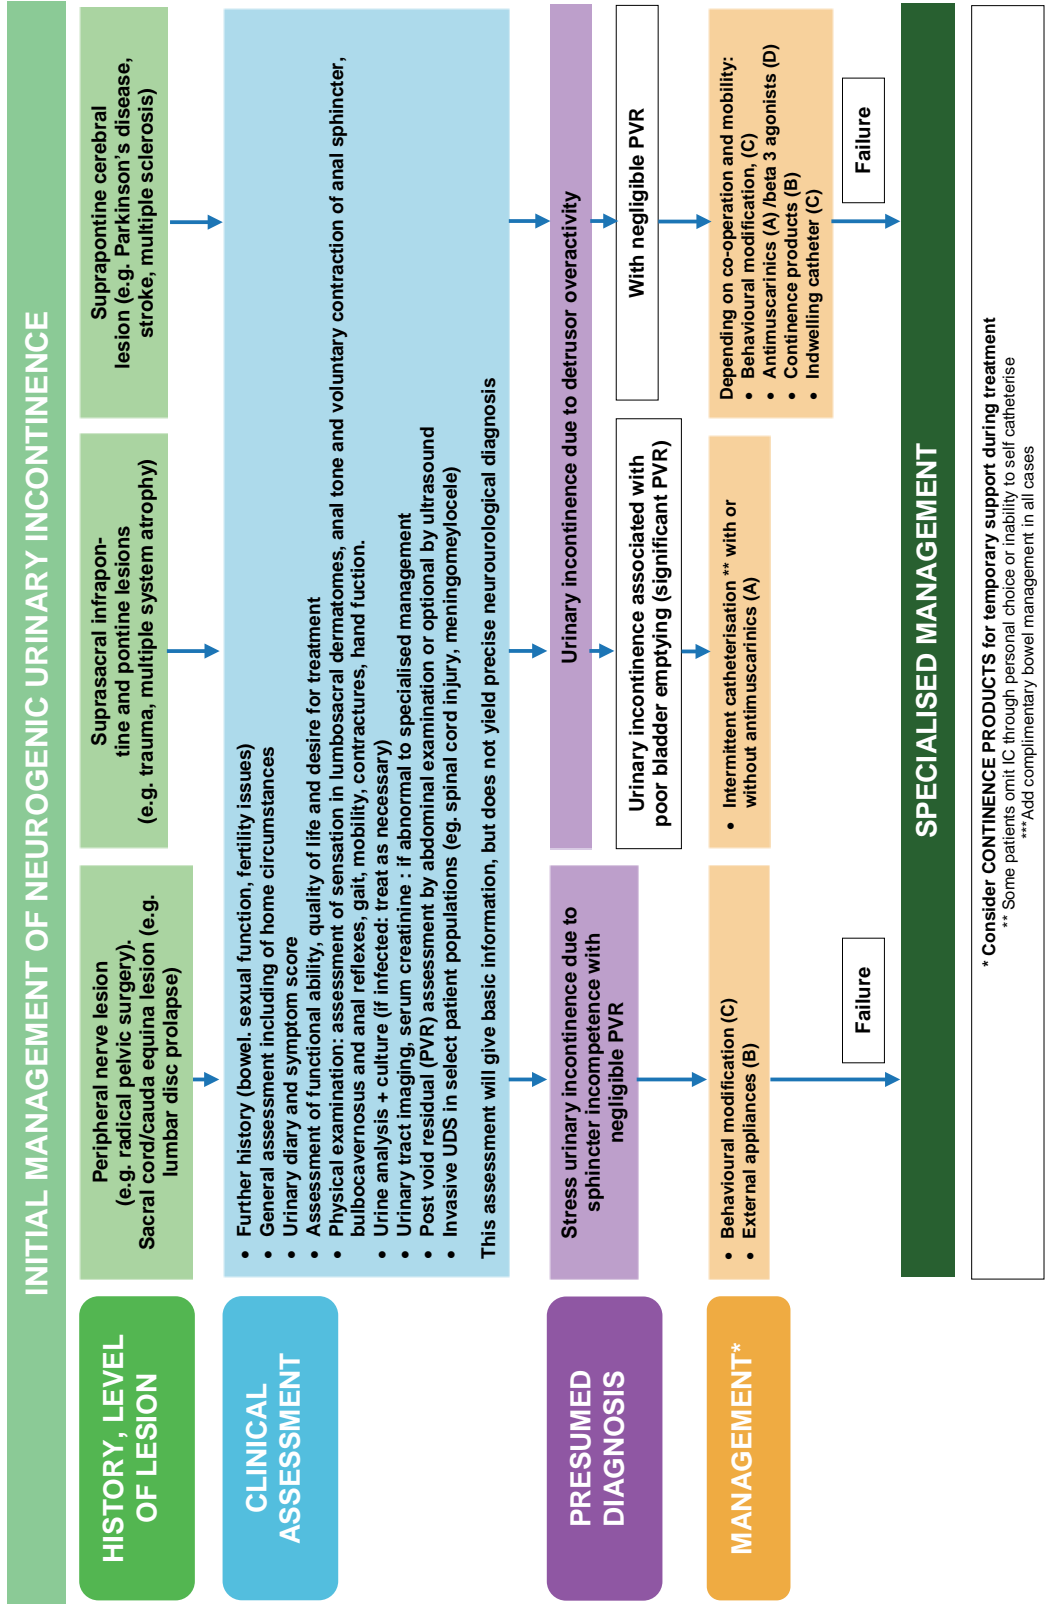 INITIAL MANAGEMENT OF NEUROGENIC URINARY INCONTINENCE
HISTORY, LEVEL
OF LESION
Peripheral nerve lesion
(e.g. radical pelvic surgery).
Sacral cord/cauda equina lesion (e.g.
lumbar disc prolapse)
Suprasacral infrapon-
tine and pontine lesions
(e.g. trauma, multiple system atrophy)
Suprapontine cerebral
lesion (e.g. Parkinson's disease,
stroke, multiple sclerosis)
CLINICAL
ASSESSMENT
• Further history (bowel. sexual function, fertility issues)
• General assessment including of home circumstances
• Urinary diary and symptom score
• Assessment of functional ability, quality of life and desire for treatment
• Physical examination: assessment of sensation in lumbosacral dermatomes, anal tone and voluntary contraction of anal sphincter,
bulbocavernosus and anal reflexes, gait, mobility, contractures, hand fuction.
• Urine analysis + culture (if infected: treat as necessary)
• Urinary tract imaging, serum creatinine : if abnormal to specialised management
• Post void residual (PVR) assessment by abdominal examination or optional by ultrasound
• Invasive UDS in select patient populations (eg. spinal cord injury, meningomeylocele)
This assessment will give basic information, but does not yield precise neurourological diagnosis
PRESUMED
DIAGNOSIS
Stress urinary incontinence due to
sphincter incompetence with
negligible PVR
Urinary incontinence due to detrusor overactivity
Urinary incontinence associated with
poor bladder emptying (significant PVR)
With negligible PVR
MANAGEMENT*
• Behavioural modification (C)
• External appliances (B)
• Intermittent catheterisation ** with or
without antimuscarinics (A)
Depending on co-operation and mobility:
• Behavioural modification, (C)
• Antimuscarinics (A) /beta 3 agonists (D)
• Continence products (B)
• Indwelling catheter (C)
Failure
Failure
SPECIALISED MANAGEMENT
* Consider CONTINENCE PRODUCTS for temporary support during treatment
** Some patients omit IC through personal choice or inability to self catheterise
***Add complimentary bowel management in all cases